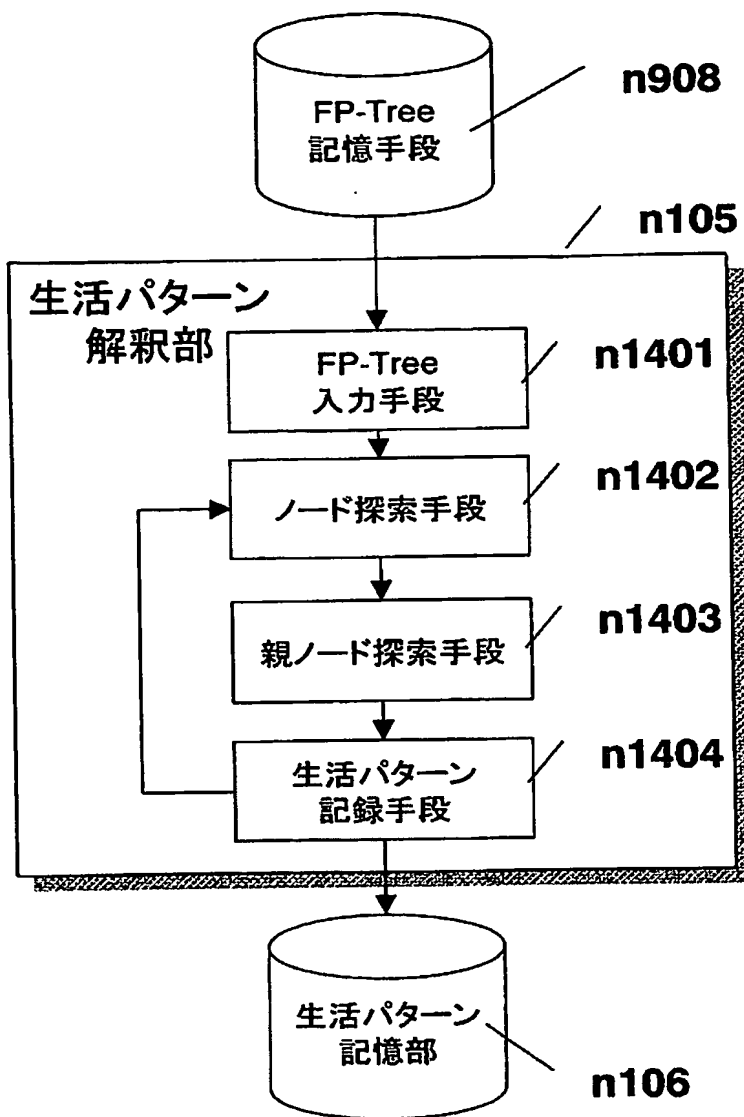 FP-Tree
記憶手段
n908
n105
生活パターン
解釈部
FP-Tree
入力手段
n1401
ノード探索手段
n1402
親ノード探索手段
n1403
生活パターン
記録手段
n1404
生活パターン
記憶部
n106